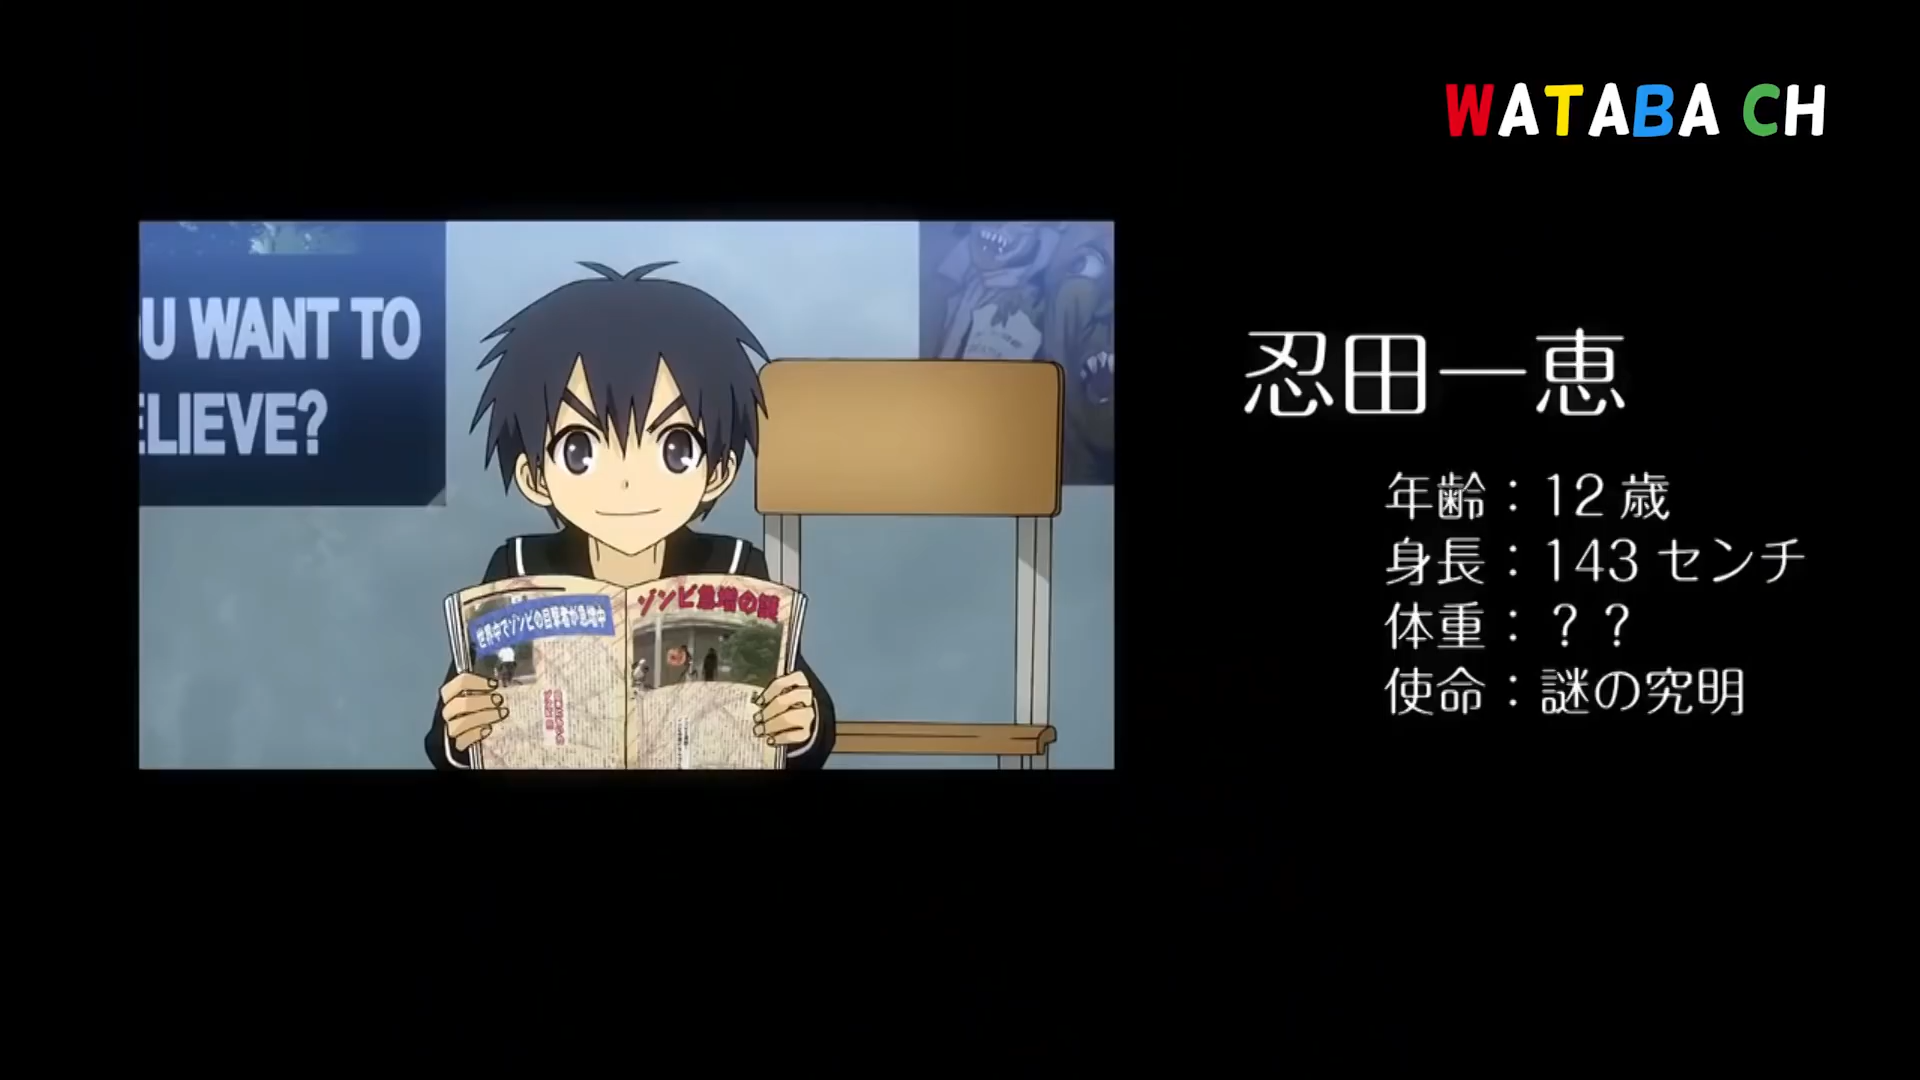 WATABA CH
U WANT TO
ELIEVE?
世界中でゾンビの目撃者が急増中
ゾンビ急増の謎
忍田一恵
年齢：12歳
身長：143センチ
体重：？？
使命：謎の究明